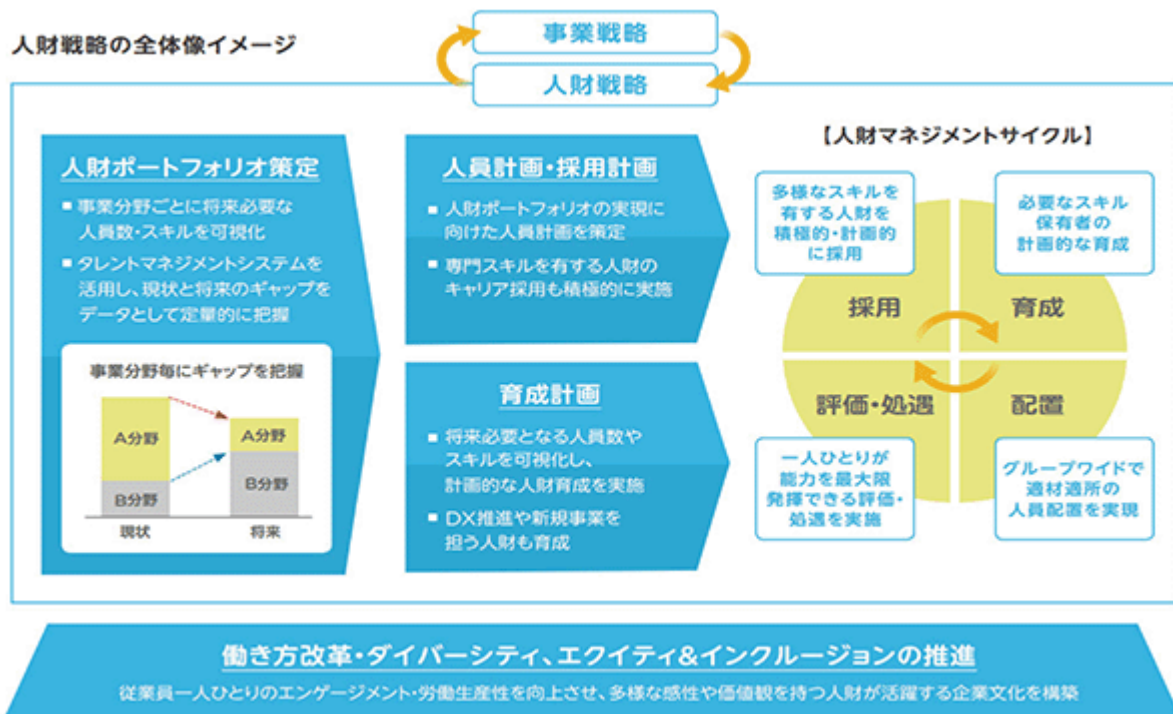 人財戦略の全体像イメージ
事業戦略
人財戦略
人財ポートフォリオ策定
■ 事業分野ごとに将来必要な
人員数・スキルを可視化
■ タレントマネジメントシステムを
活用し、現状と将来のギャップを
データとして定量的に把握
事業分野毎にギャップを把握
A分野
B分野
現状
A分野
B分野
将来
人員計画・採用計画
■ 人財ポートフォリオの実現に
向けた人員計画を策定
■ 専門スキルを有する人財の
キャリア採用も積極的に実施
育成計画
■ 将来必要となる人員数や
スキルを可視化し、
計画的な人財育成を実施
■ DX推進や新規事業を
担う人財も育成
【人財マネジメントサイクル】
多様なスキルを
有する人財を
積極的・計画的
に採用
採用
必要なスキル
保有者の
計画的な育成
育成
評価・処遇
一人ひとりが
能力を最大限
発揮できる評価・
処遇を実施
配置
グループワイドで
適材適所の
人員配置を実現
働き方改革・ダイバーシティ、エクイティ&インクルージョンの推進
従業員一人ひとりのエンゲージメント・労働生産性を向上させ、多様な感性や価値観を持つ人財が活躍する企業文化を構築